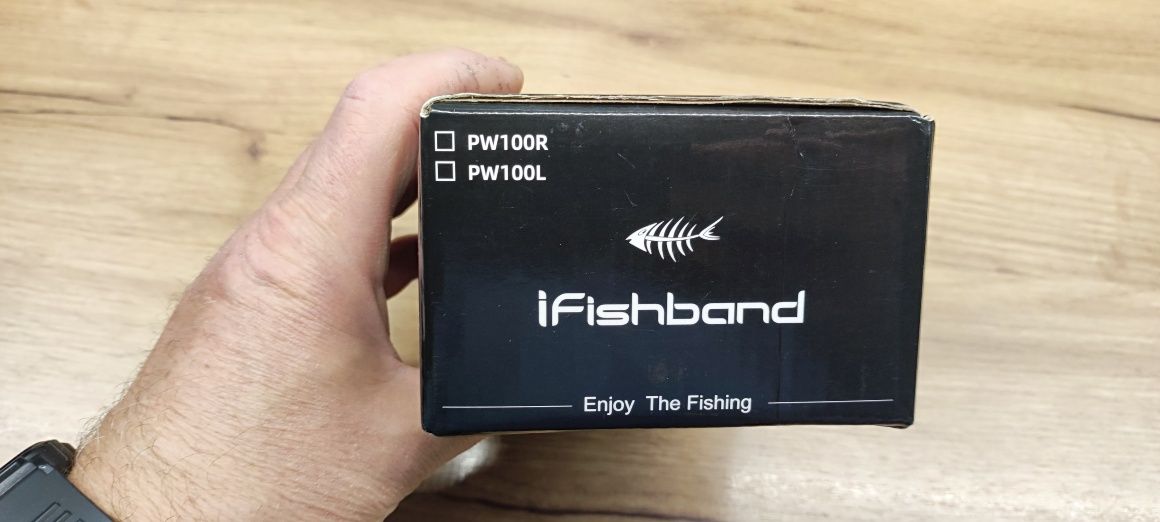 PW100R
PW100L
iFishband
Enjoy The Fishing